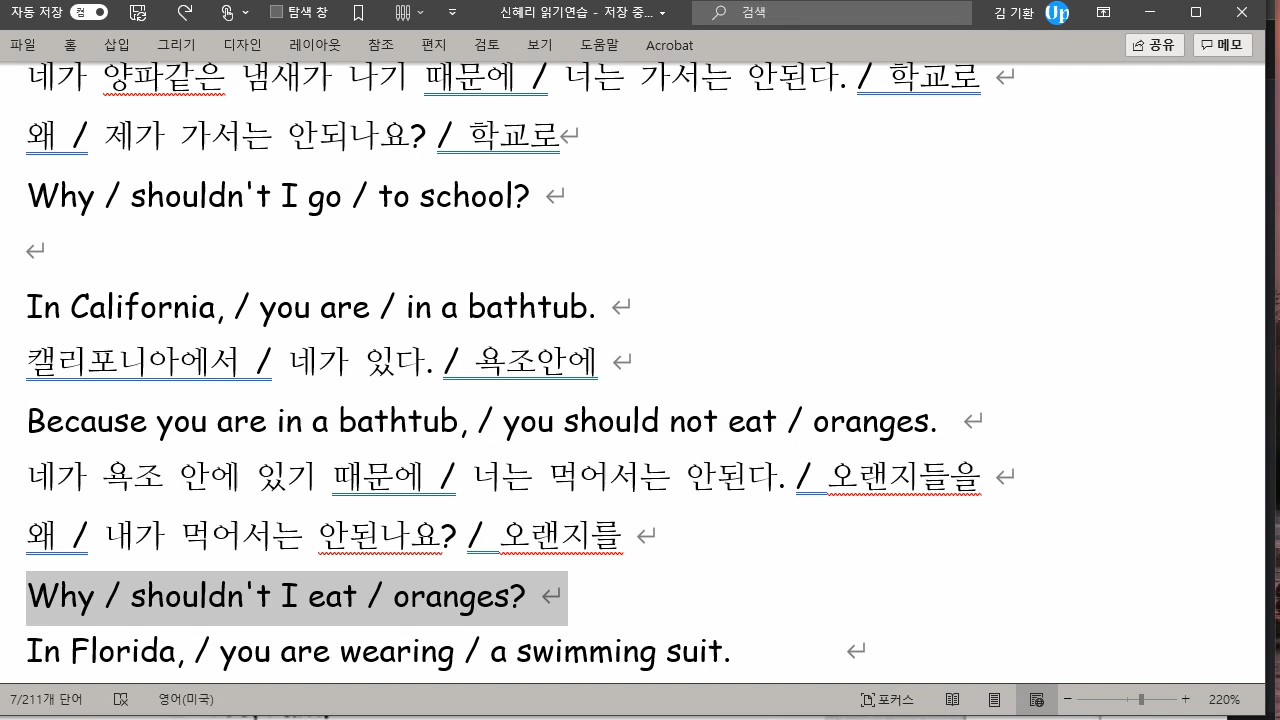 자동 저장 컴 탐색 창 신혜리 읽기연습 - 저장 중... 검색 김 기환 Up
파일 홈 삽입 그리기 디자인 레이아웃 참조 편지 검토 보기 도움말 Acrobat 공유 메모
네가 양파같은 냄새가 나기 때문에 / 너는 가서는 안된다. / 학교로
왜 / 제가 가서는 안되나요? / 학교로
Why / shouldn't I go / to school?
In California, / you are / in a bathtub.
캘리포니아에서 / 네가 있다. / 욕조안에
Because you are in a bathtub, / you should not eat / oranges.
네가 욕조 안에 있기 때문에 / 너는 먹어서는 안된다. / 오랜지들을
왜 / 내가 먹어서는 안된나요? / 오랜지를
Why / shouldn't I eat / oranges?
In Florida, / you are wearing / a swimming suit.
7/211개 단어 영어(미국) 포커스 220%